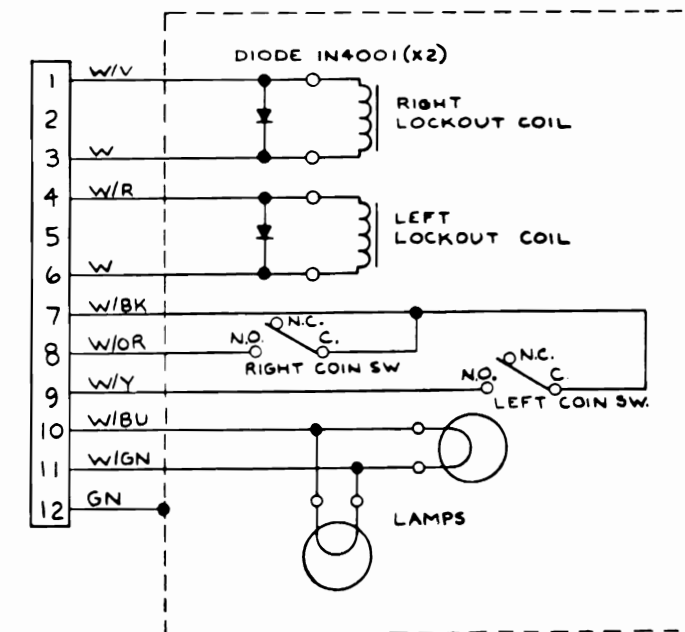 DIODE IN4001(X2)
1 W/V
RIGHT
LOCKOUT COIL
2
3 W
4 W/R
LEFT
LOCKOUT COIL
5
6 W
7 W/BK
N.C.
N.O. C.
8 W/OR
RIGHT COIN SW
N.C.
N.O. C
9 W/Y
LEFT COIN SW.
10 W/BU
11 W/GN
12 GN
LAMPS